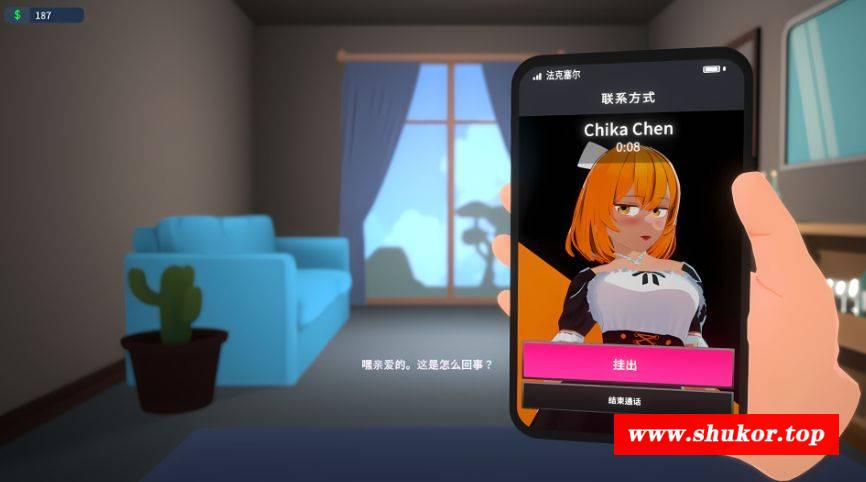 $ 187
法克塞尔
联系方式
Chika Chen
0:08
嘿亲爱的。这是怎么回事？
挂出
结束通话
www.shukor.top